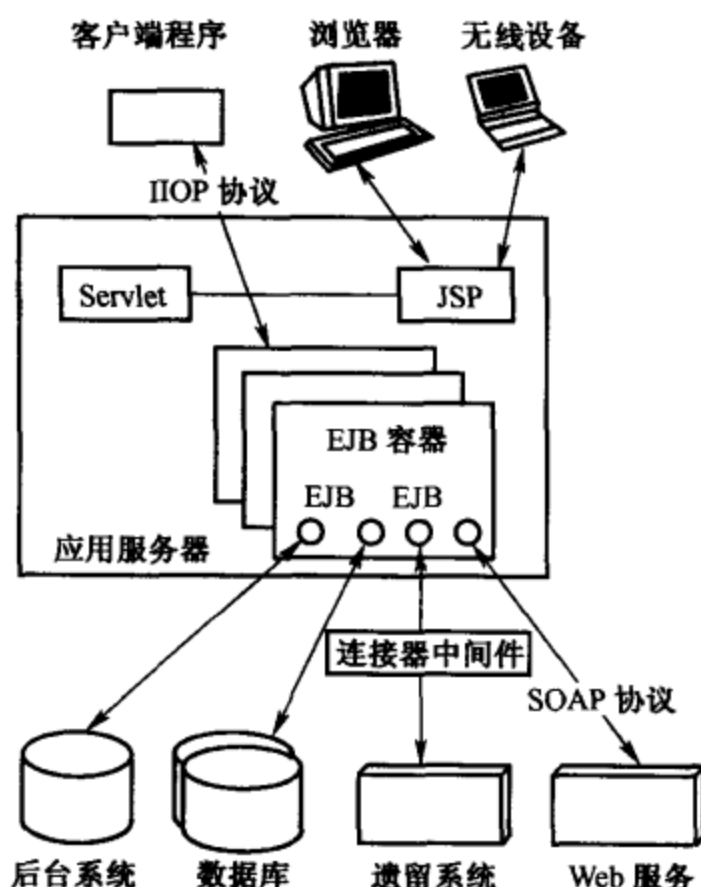 客户端程序 浏览器 无线设备
IIOP 协议
Servlet JSP
EJB 容器
EJB EJB
应用服务器
连接器中间件
SOAP 协议
后台系统 数据库 遗留系统 Web 服务